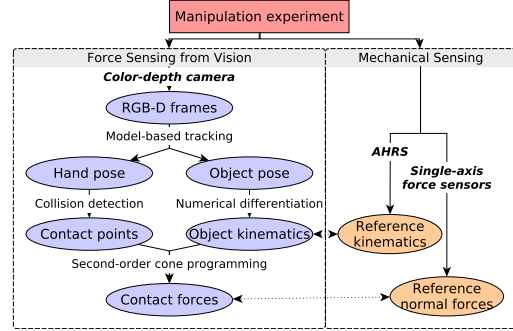 Manipulation experiment
Force Sensing from Vision
Mechanical Sensing
Color-depth camera
RGB-D frames
Model-based tracking
AHRS
Single-axis
force sensors
Hand pose
Object pose
Collision detection
Numerical differentiation
Contact points
Object kinematics
Reference
kinematics
Second-order cone programming
Contact forces
Reference
normal forces